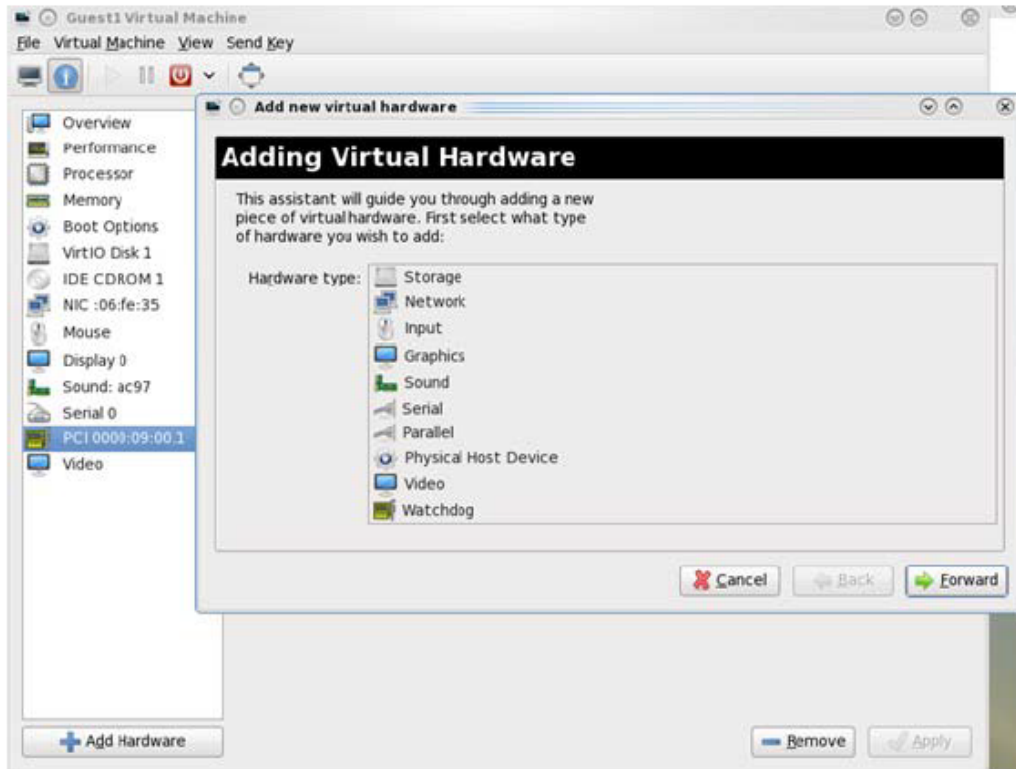 Guest1 Virtual Machine
File Virtual Machine View Send Key
Overview
Performance
Processor
Memory
Boot Options
VirtIO Disk 1
IDE CDROM 1
NIC :06:fe:35
Mouse
Display 0
Sound: ac97
Serial 0
PCI 0000:09:00.1
Video
Add Hardware
Add new virtual hardware
Adding Virtual Hardware
This assistant will guide you through adding a new
piece of virtual hardware. First select what type
of hardware you wish to add:
Hardware type:
Storage
Network
Input
Graphics
Sound
Serial
Parallel
Physical Host Device
Video
Watchdog
Cancel
Back
Forward
Remove
Apply